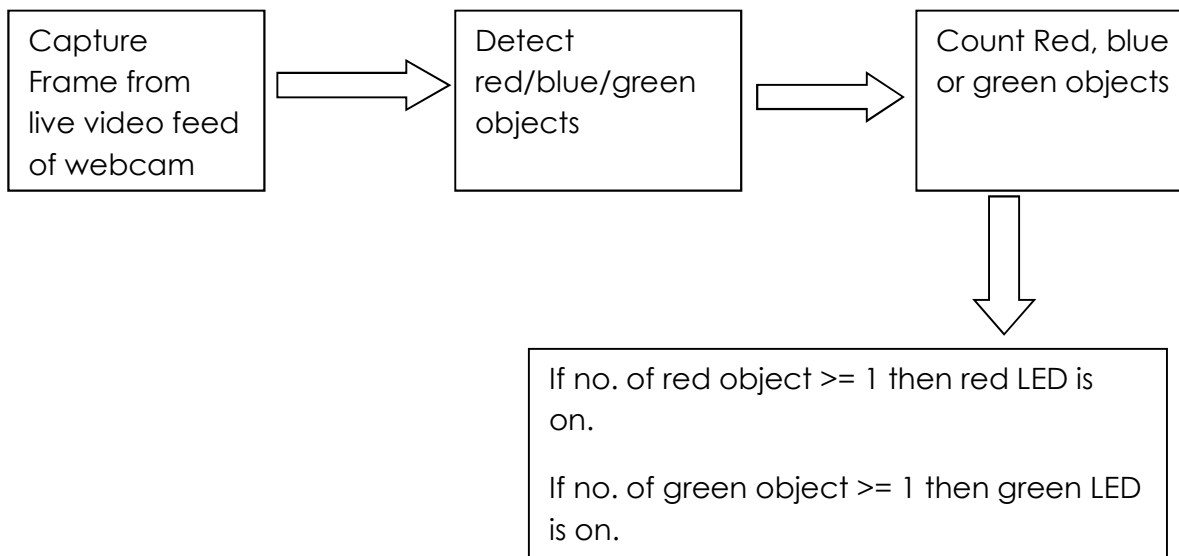 Capture
Frame from
live video feed
of webcam
Detect
red/blue/green
objects
Count Red, blue
or green objects
If no. of red object >= 1 then red LED is
on.
If no. of green object >= 1 then green LED
is on.